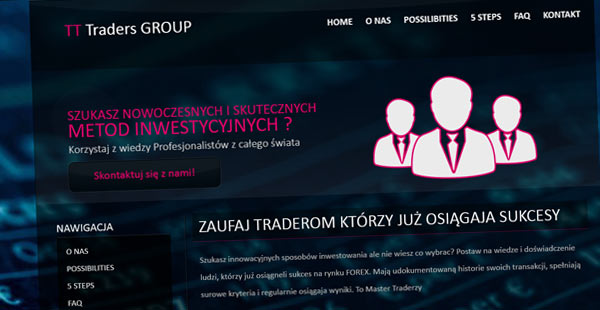 TT Traders GROUP
HOME O NAS POSSILIBITIES 5 STEPS FAQ KONTAKT
SZUKASZ NOWOCZESNYCH I SKUTECZNYCH
METOD INWESTYCYJNYCH ?
Korzystaj z wiedzy Profesjonalistów z całego świata
Skontaktuj się z nami!
NAWIGACJA
O NAS
POSSIBILITIES
5 STEPS
FAQ
ZAUFAJ TRADEROM KTÓRZY JUŻ OSIĄGAJA SUKCESY
Szukasz innowacyjnych sposobów inwestowania ale nie wiesz co wybrac? Postaw na wiedze i doświadczenie
ludzi, którzy już osiągneli sukces na rynku FOREX. Mają udokumentowaną historie swoich transakcji, spełniają
surowe kryteria i regularnie osiągaja wyniki. To Master Traderzy